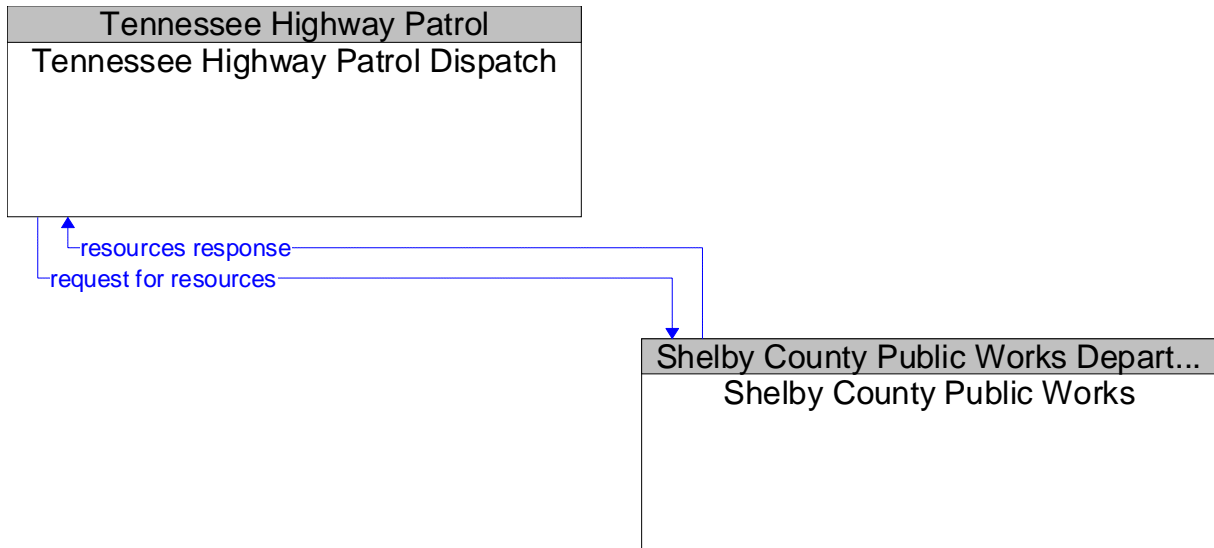 Tennessee Highway Patrol
Tennessee Highway Patrol Dispatch
resources response
request for resources
Shelby County Public Works Depart...
Shelby County Public Works